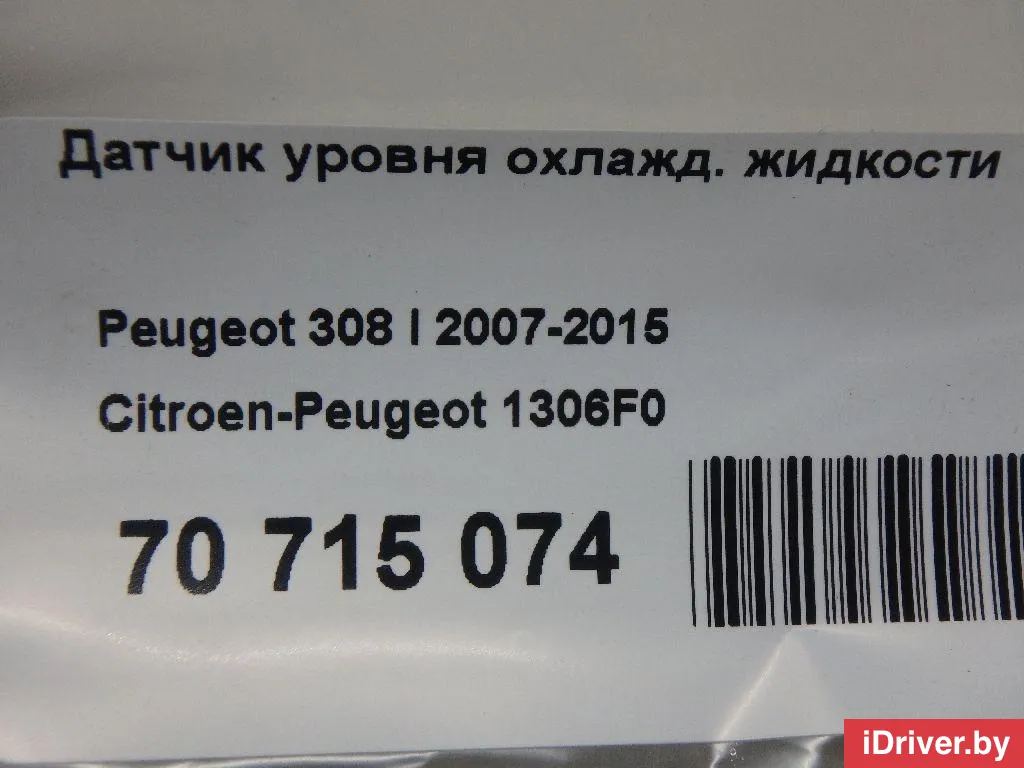 Датчик уровня охлажд. жидкости
Peugeot 308 I 2007-2015
Citroen-Peugeot 1306F0
70 715 074
iDriver.by